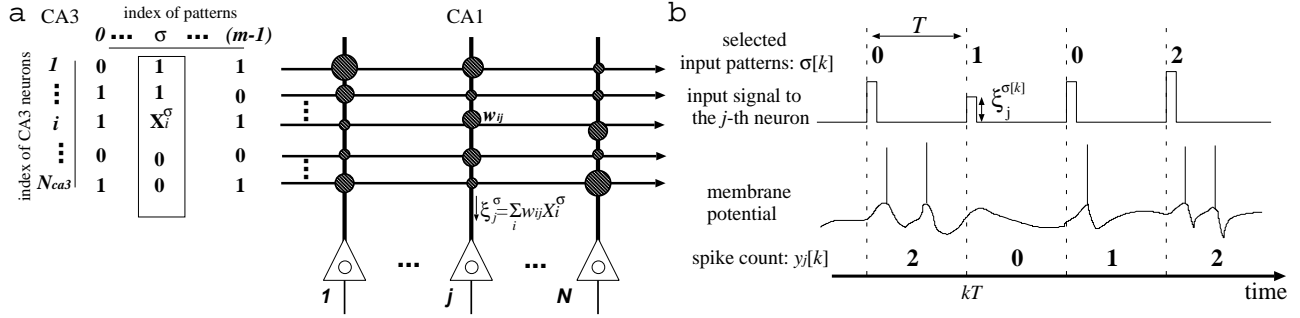 a CA3 index of patterns
0 ••• σ ••• (m-1)
index of CA3 neurons
1 0 1 1
⋮ 1 1 0
i 1 X_i^σ 1
⋮ 0 0 0
N_ca3 1 0 1
CA1
w_ij
ξ_j^σ = Σ_i w_ij X_i^σ
1 ••• j ••• N
b
T
selected input patterns: σ[k]
0 1 0 2
input signal to the j-th neuron
ξ_j^σ[k]
membrane potential
spike count: y_j[k]
2 0 1 2
kT
time